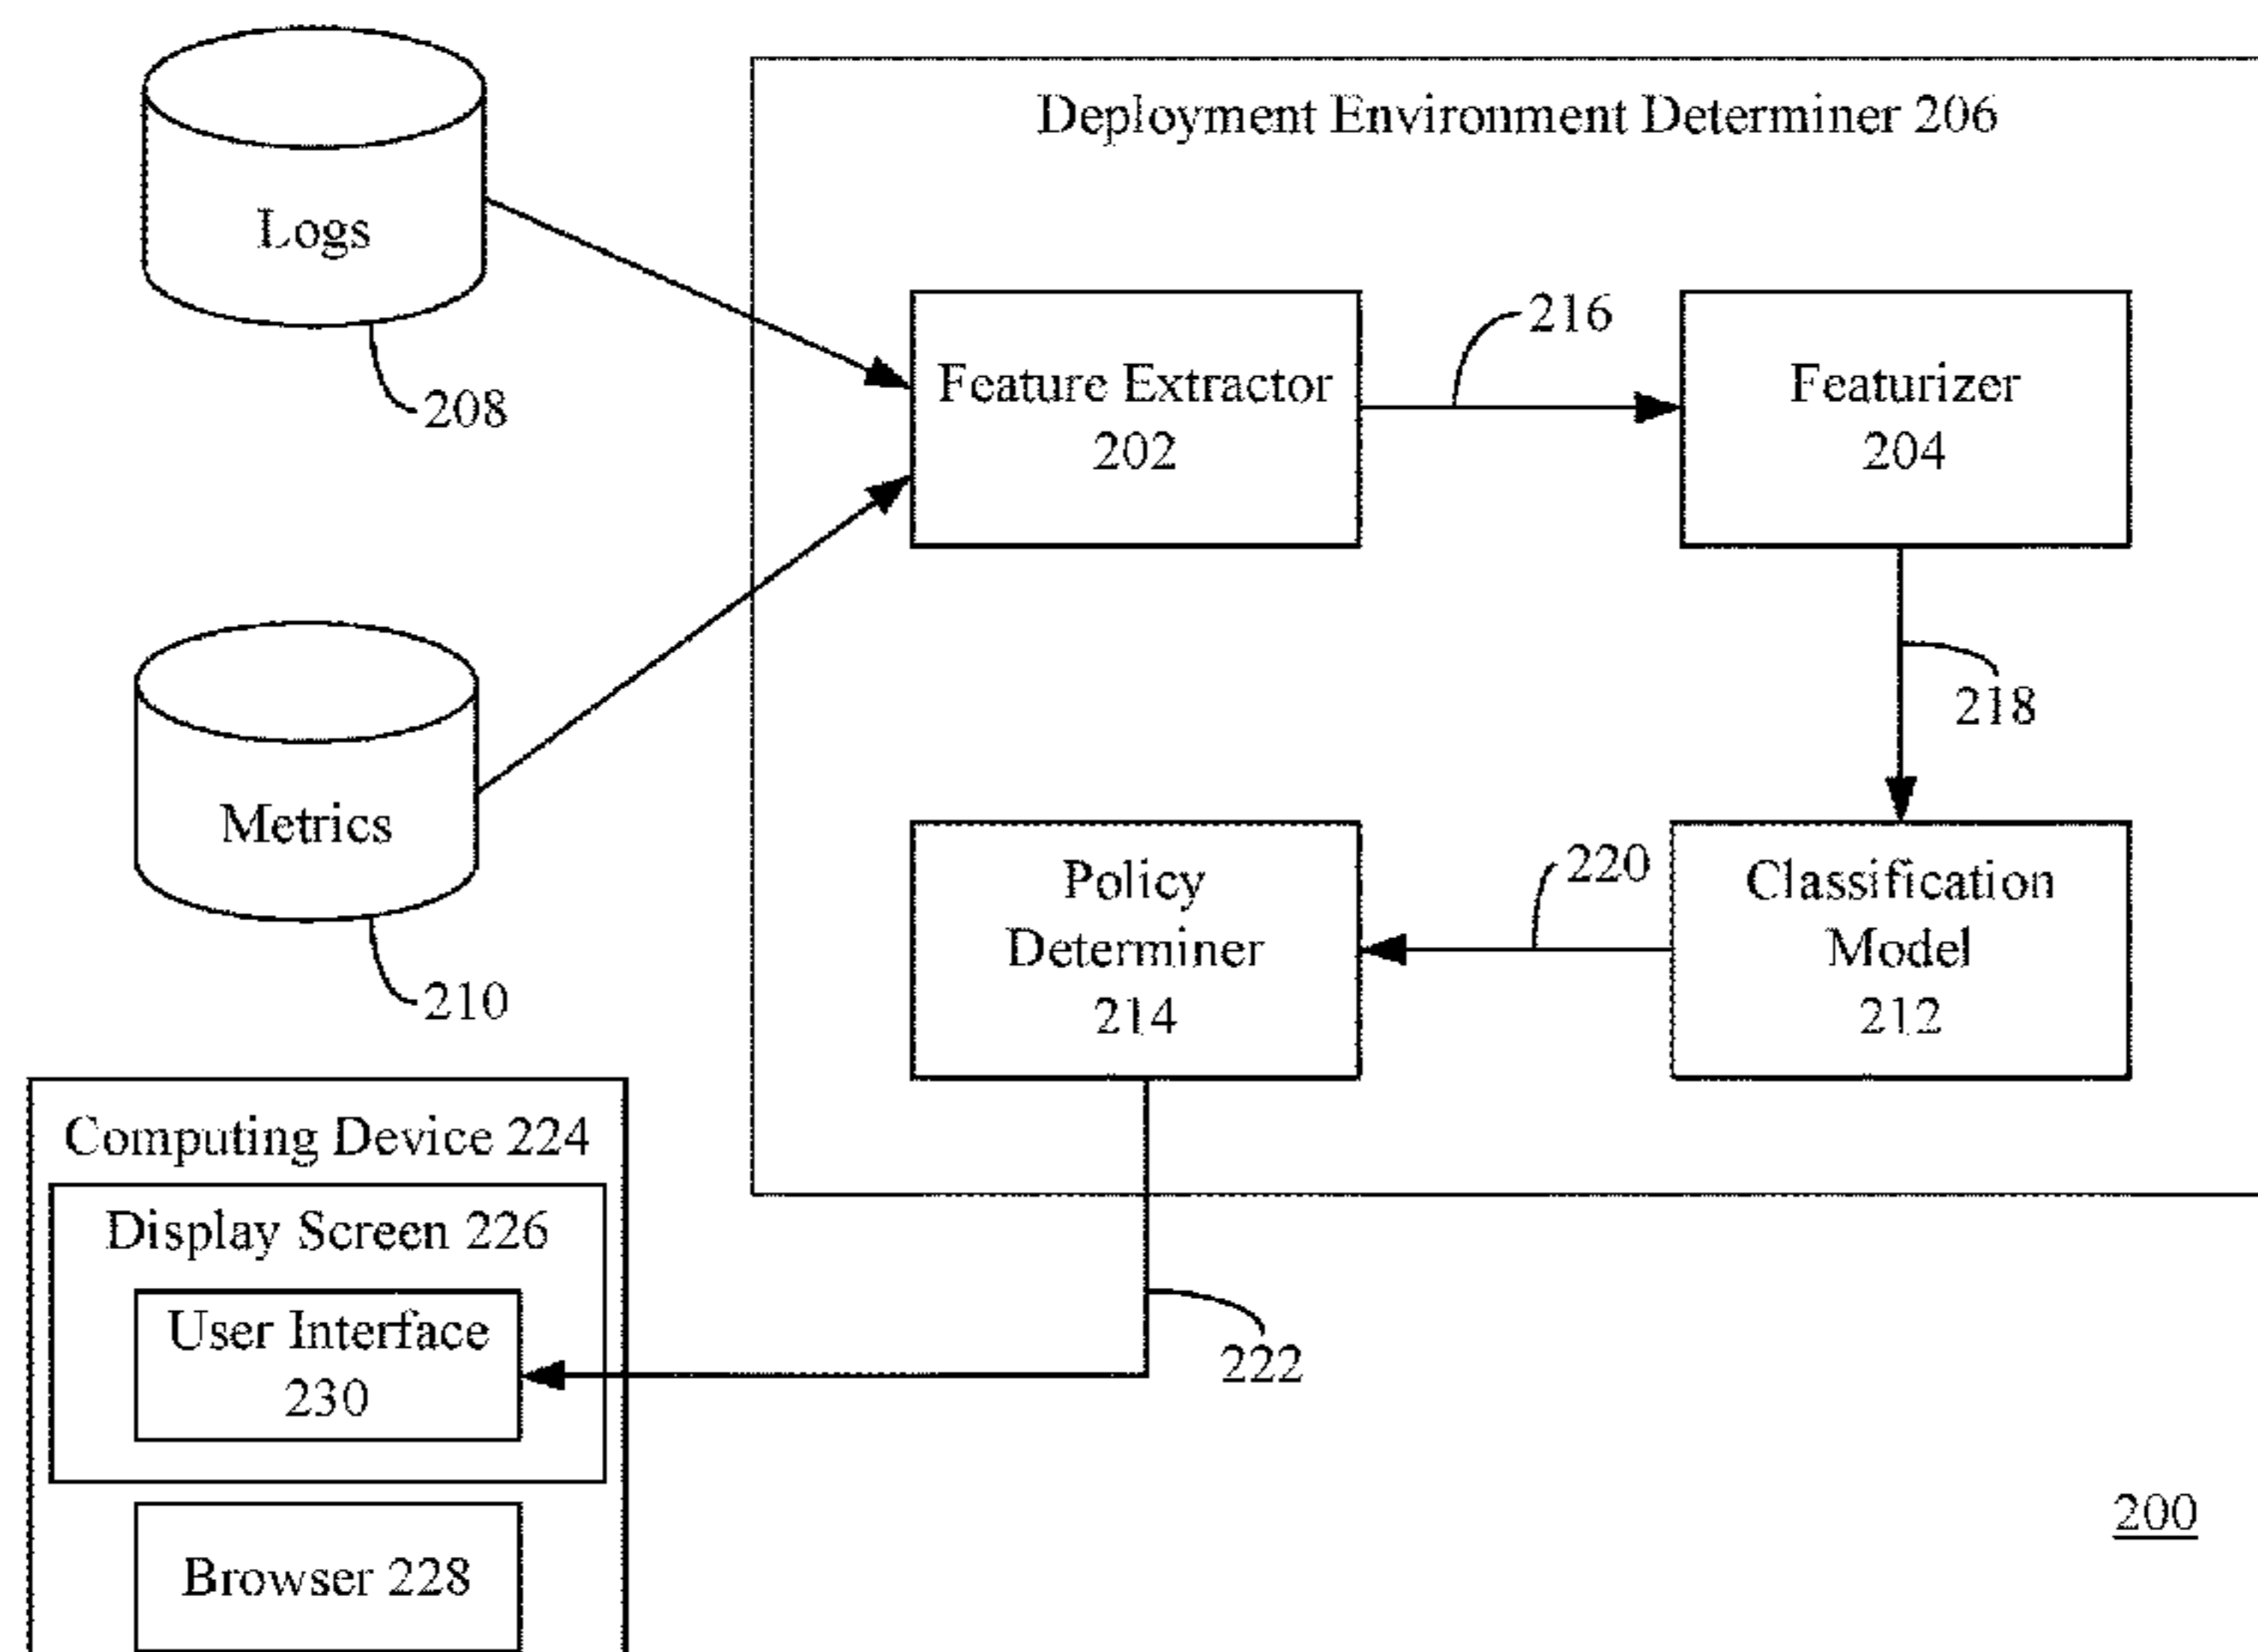 Deployment Environment Determiner 206
Logs
208
Feature Extractor
202
216
Featurizer
204
218
Metrics
210
Policy
Determiner
214
220
Classification
Model
212
Computing Device 224
Display Screen 226
User Interface
230
222
Browser 228
200